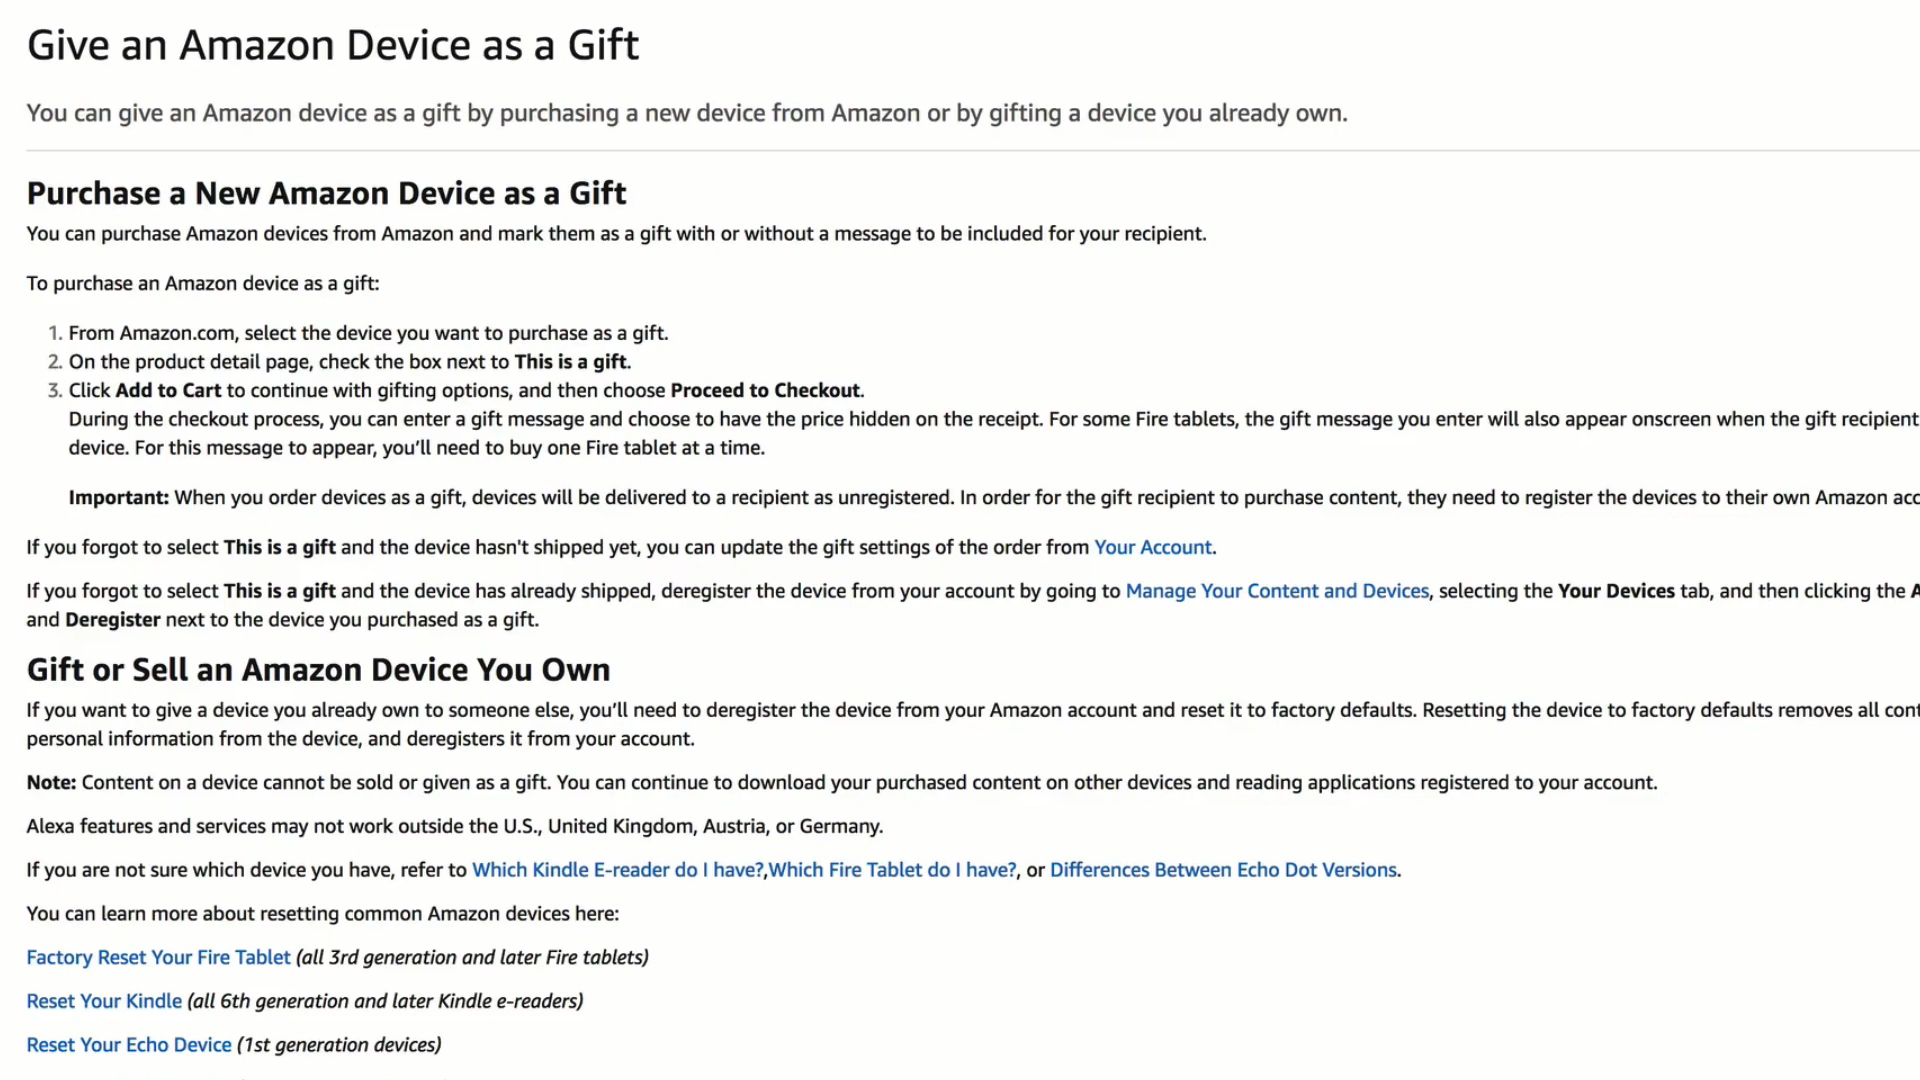 Give an Amazon Device as a Gift
You can give an Amazon device as a gift by purchasing a new device from Amazon or by gifting a device you already own.
Purchase a New Amazon Device as a Gift
You can purchase Amazon devices from Amazon and mark them as a gift with or without a message to be included for your recipient.
To purchase an Amazon device as a gift:
1. From Amazon.com, select the device you want to purchase as a gift.
2. On the product detail page, check the box next to This is a gift.
3. Click Add to Cart to continue with gifting options, and then choose Proceed to Checkout.
During the checkout process, you can enter a gift message and choose to have the price hidden on the receipt. For some Fire tablets, the gift message you enter will also appear onscreen when the gift recipient
device. For this message to appear, you’ll need to buy one Fire tablet at a time.
Important: When you order devices as a gift, devices will be delivered to a recipient as unregistered. In order for the gift recipient to purchase content, they need to register the devices to their own Amazon
If you forgot to select This is a gift and the device hasn't shipped yet, you can update the gift settings of the order from Your Account.
If you forgot to select This is a gift and the device has already shipped, deregister the device from your account by going to Manage Your Content and Devices, selecting the Your Devices tab, and then clicking the
and Deregister next to the device you purchased as a gift.
Gift or Sell an Amazon Device You Own
If you want to give a device you already own to someone else, you’ll need to deregister the device from your Amazon account and reset it to factory defaults. Resetting the device to factory defaults removes all
personal information from the device, and deregisters it from your account.
Note: Content on a device cannot be sold or given as a gift. You can continue to download your purchased content on other devices and reading applications registered to your account.
Alexa features and services may not work outside the U.S., United Kingdom, Austria, or Germany.
If you are not sure which device you have, refer to Which Kindle E-reader do I have?,Which Fire Tablet do I have?, or Differences Between Echo Dot Versions.
You can learn more about resetting common Amazon devices here:
Factory Reset Your Fire Tablet (all 3rd generation and later Fire tablets)
Reset Your Kindle (all 6th generation and later Kindle e-readers)
Reset Your Echo Device (1st generation devices)